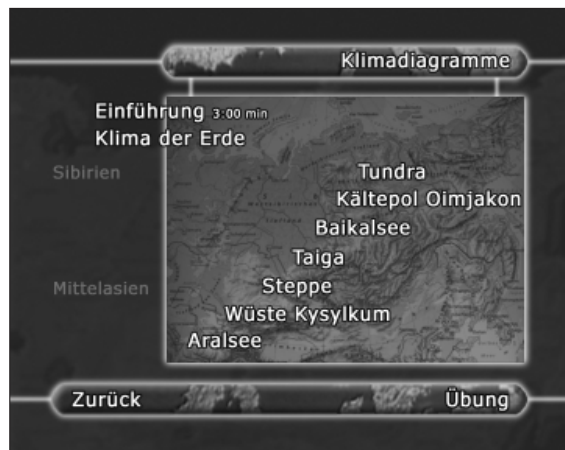 Klimadiagramme
Einführung 3:00 min
Klima der Erde
Sibirien
Tundra
Kältepol Oimjakon
Baikalsee
Taiga
Steppe
Mittelasien
Wüste Kysylkum
Aralsee
Zurück
Übung